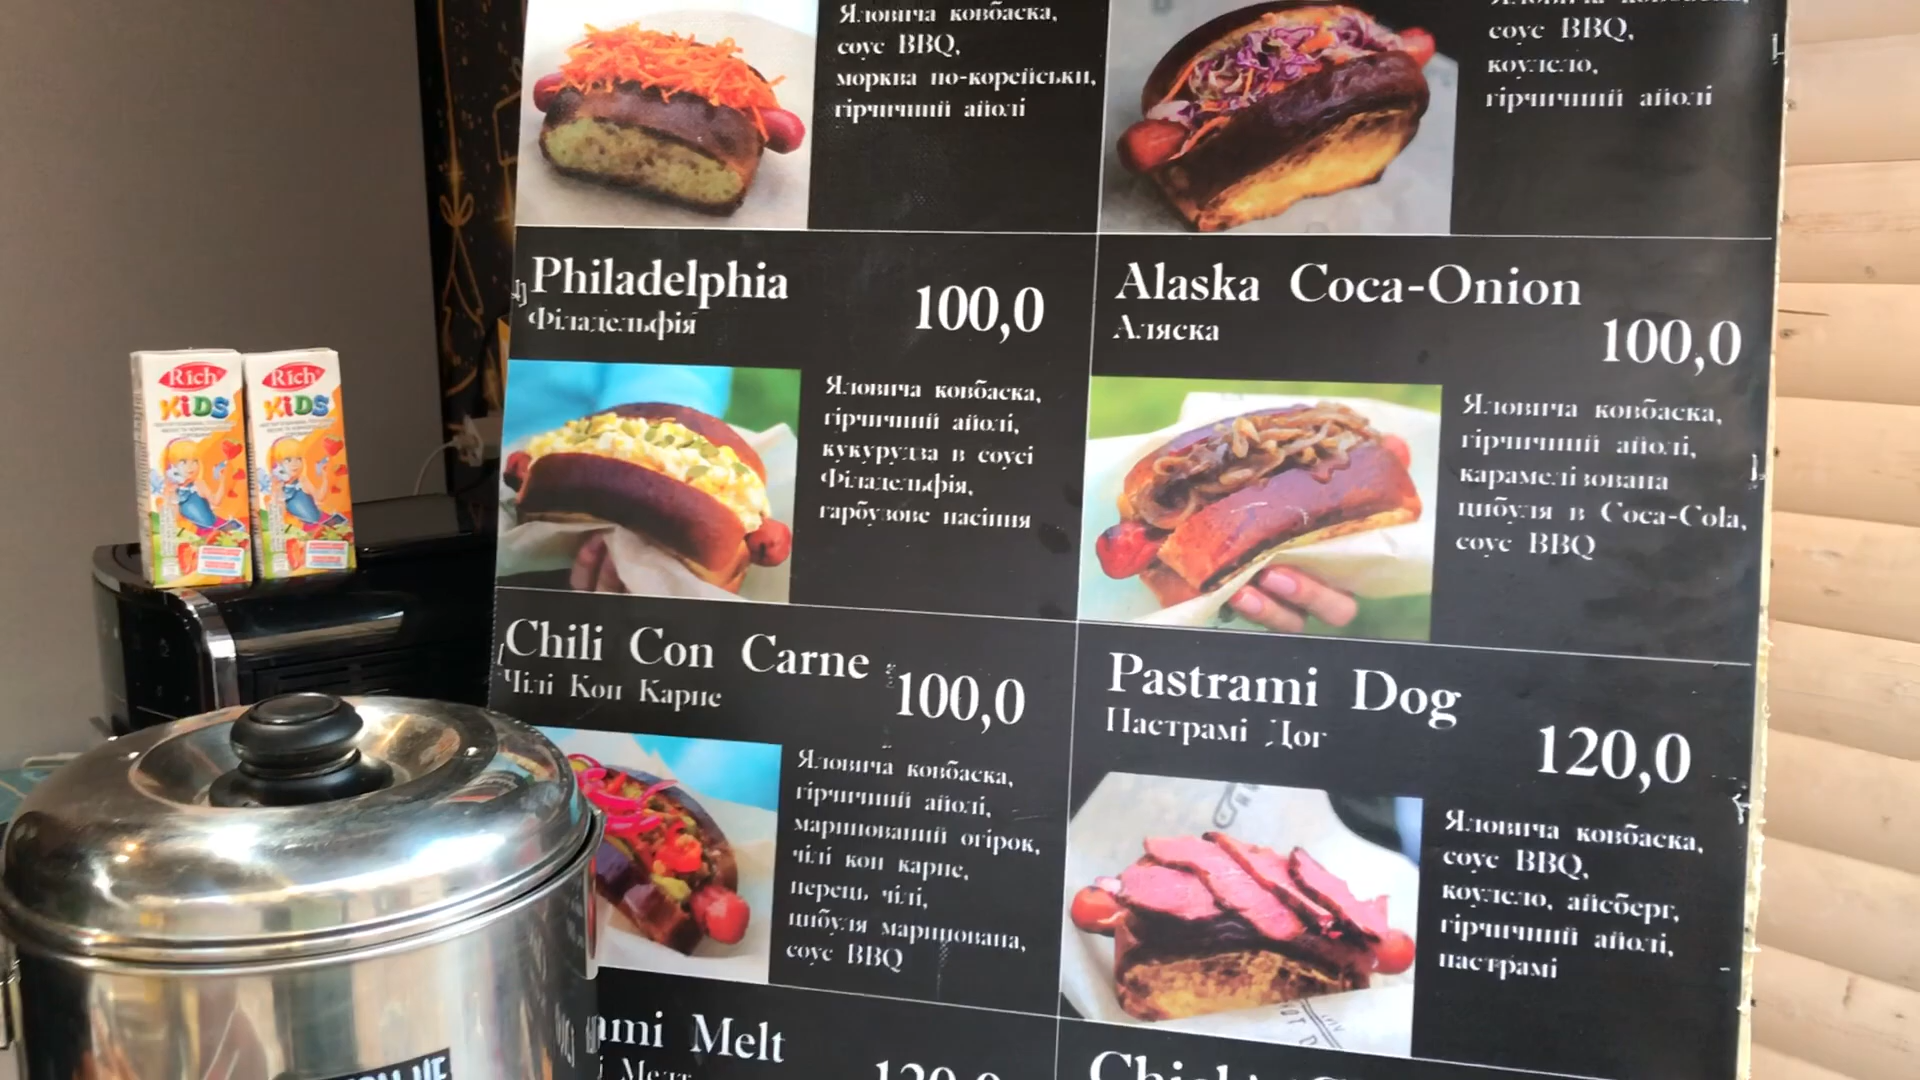 Яловича ковбаска,
соус BBQ,
морква по-корейськи,
гірчичний айолі
соус BBQ,
коулсло,
гірчичний айолі
Philadelphia
Філадельфія
100,0
Яловича ковбаска,
гірчичний айолі,
кукурудза в соусі
Філадельфія,
гарбузове насіння
Alaska Coca-Onion
Аляска
100,0
Яловича ковбаска,
гірчичний айолі,
карамелізована
цибуля в Coca-Cola,
соус BBQ
Chili Con Carne
Чілі Кон Карне
100,0
Яловича ковбаска,
гірчичний айолі,
маринований огірок,
чілі кон карне,
перець чілі,
цибуля маринована,
соус BBQ
Pastrami Dog
Пастрамі Дог
120,0
Яловича ковбаска,
соус BBQ,
коулсло, айсберг,
гірчичний айолі,
пастрамі
Melt
Мелт
120,0
Rich
KiDS
Rich
KiDS